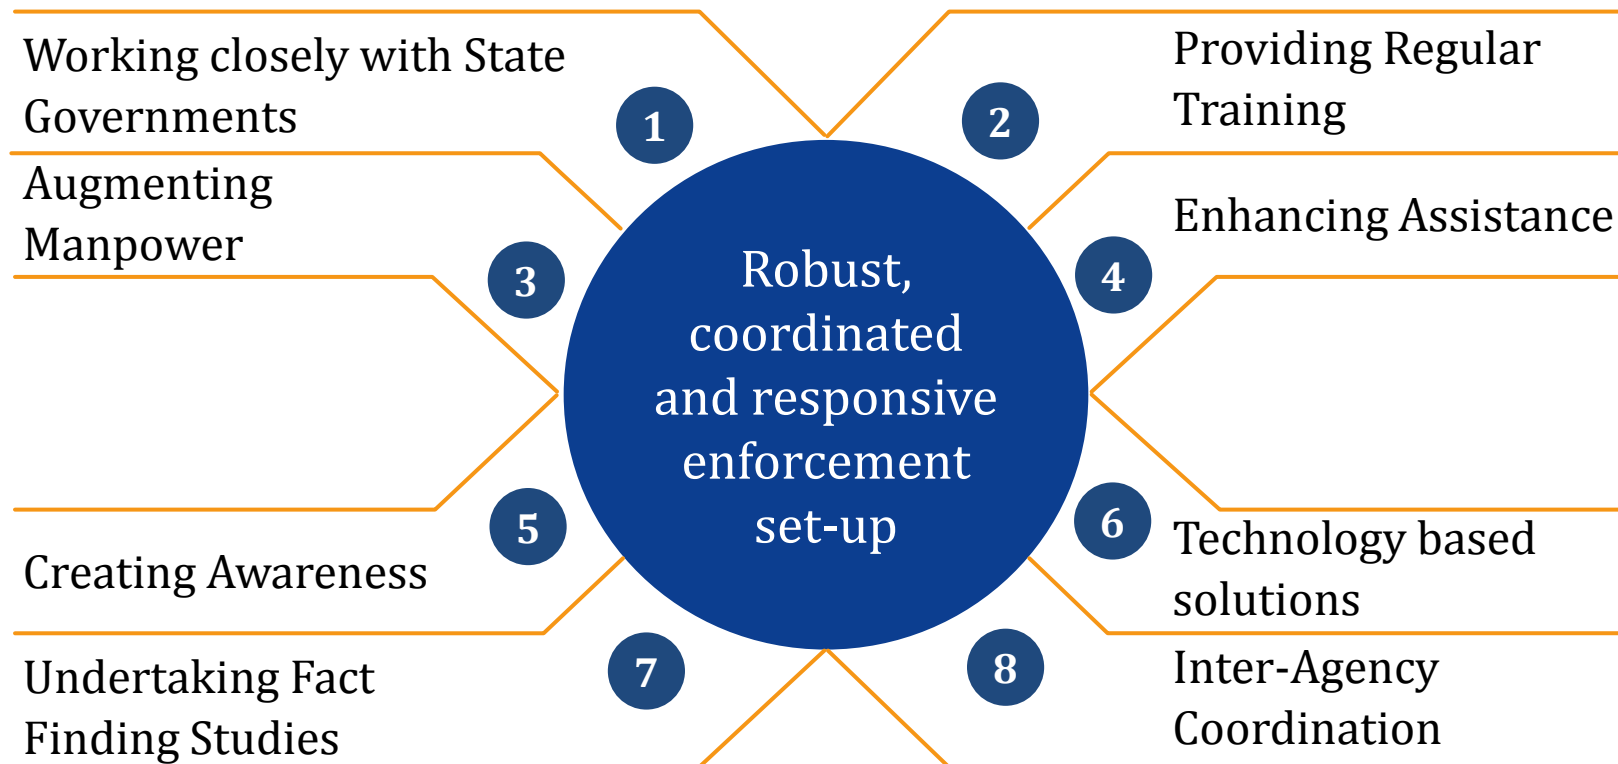 Working closely with State
Governments
1
Providing Regular
Training
2
Augmenting
Manpower
3
Enhancing Assistance
4
Robust,
coordinated
and responsive
enforcement
set-up
Creating Awareness
5
Technology based
solutions
6
Undertaking Fact
Finding Studies
7
Inter-Agency
Coordination
8